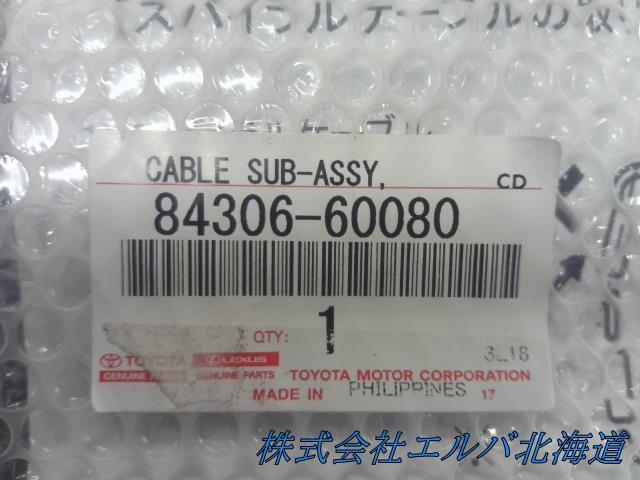 スパイラルケーブルの取
CABLE SUB-ASSY,
CD
84306-60080
QTY: 1
3L18
TOYOTA LEXUS
GENUINE PARTS GENUINE PARTS TOYOTA MOTOR CORPORATION
MADE IN PHILIPPINES 17
株式会社エルバ北海道